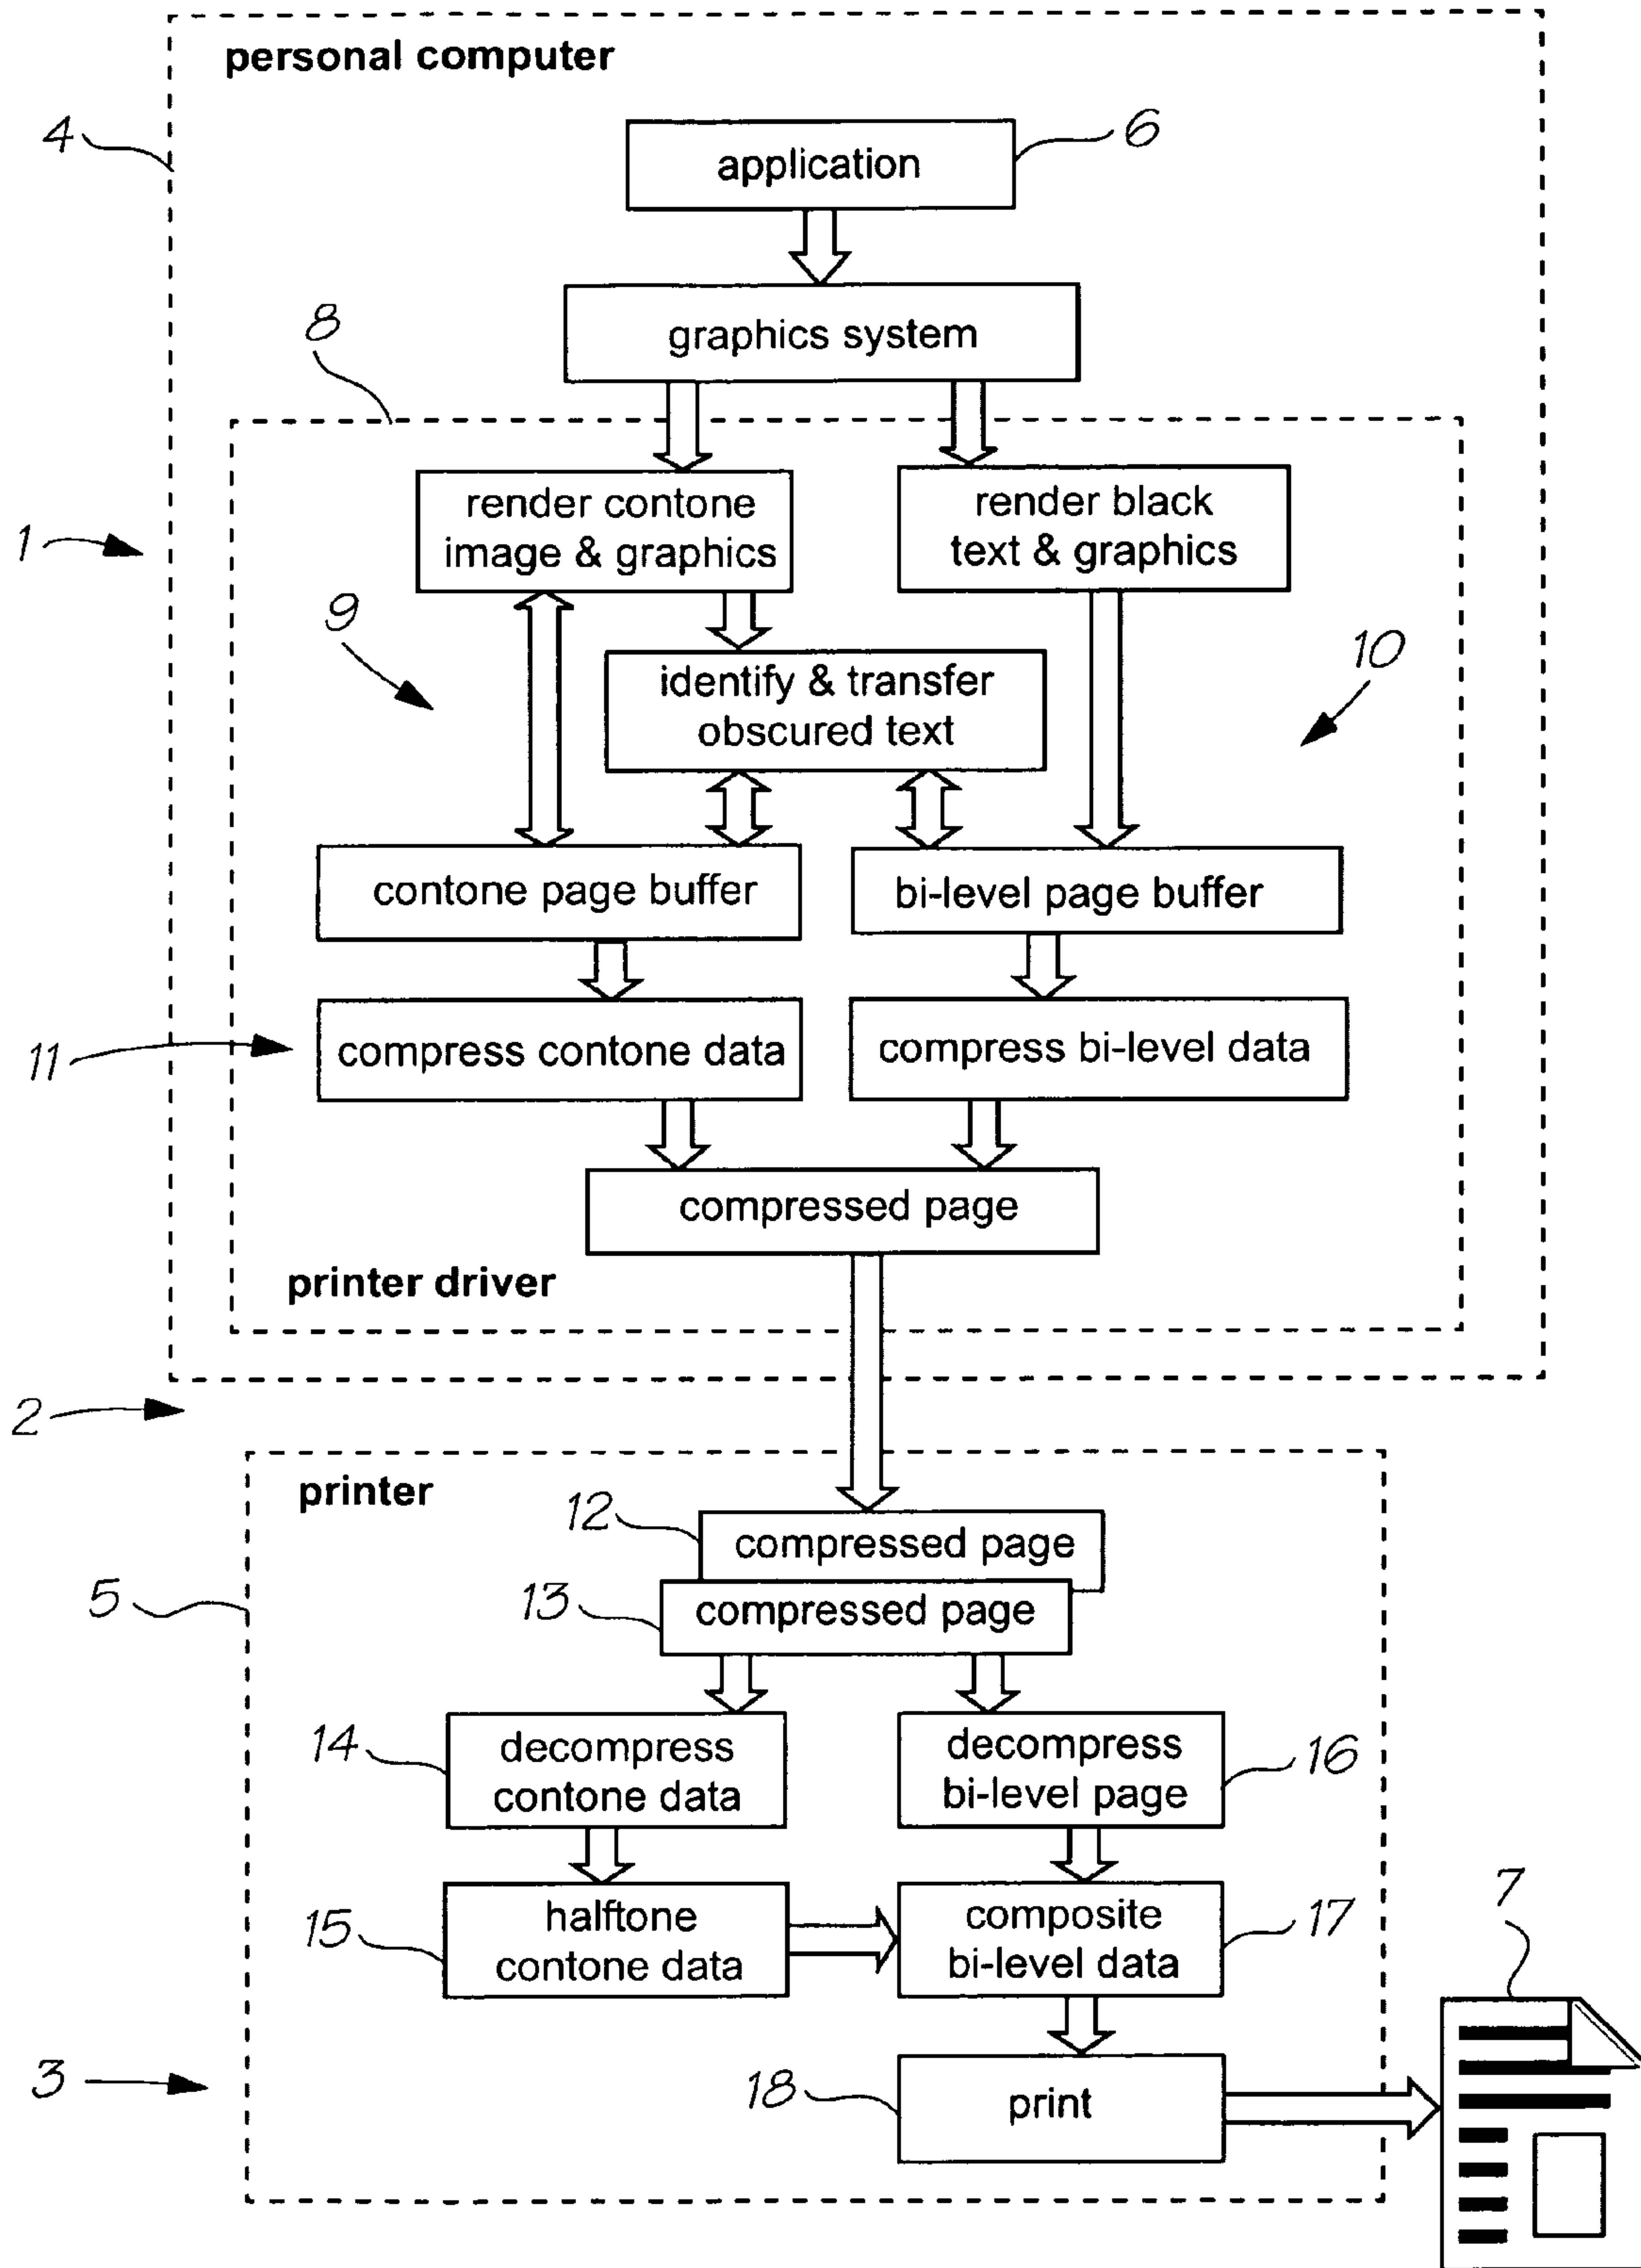 personal computer
4
application
6
graphics system
8
render contone
image & graphics
render black
text & graphics
1
9
identify & transfer
obscured text
10
contone page buffer
bi-level page buffer
11
compress contone data
compress bi-level data
compressed page
printer driver
2
printer
12
compressed page
5
13
compressed page
14
decompress
contone data
decompress
bi-level page
16
15
halftone
contone data
composite
bi-level data
17
7
3
18
print